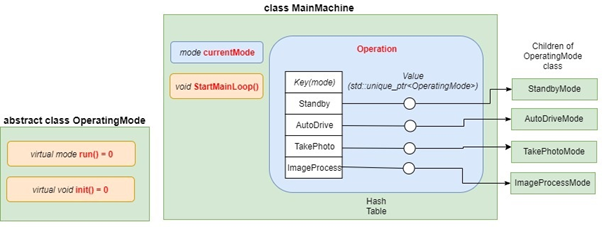 class MainMachine
mode currentMode
void StartMainLoop()
Operation
Key(mode)
Value
(std::unique_ptr<OperatingMode>)
Standby
AutoDrive
TakePhoto
ImageProcess
Hash
Table
Children of
OperatingMode
class
StandbyMode
AutoDriveMode
TakePhotoMode
ImageProcessMode
abstract class OperatingMode
virtual mode run() = 0
virtual void init() = 0